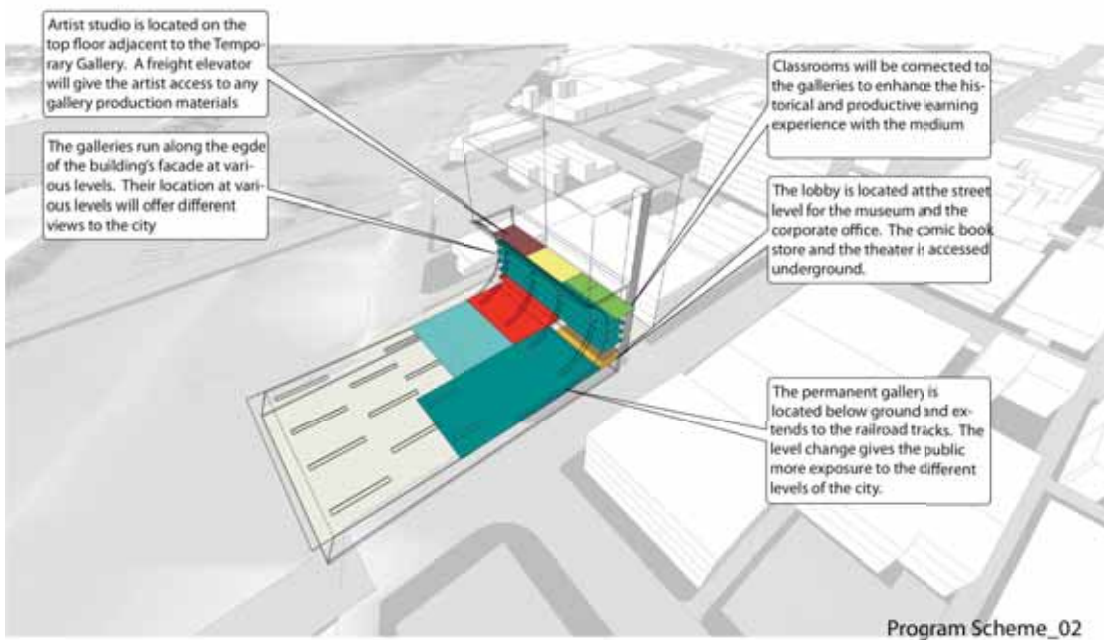 Artist studio is located on the
top floor adjacent to the Tempo-
rary Gallery. A freight elevator
will give the artist access to any
gallery production materials
The galleries run along the egde
of the building's facade at vari-
ous levels. Their location at vari-
ous levels will offer different
views to the city
Classrooms will be connected to
the galleries to enhance the his-
torical and productive learning
experience with the medium
The lobby is located at the street
level for the museum and the
corporate office. The comic book
store and the theater is accessed
underground.
The permanent gallery is
located below ground and ex-
tends to the railroad tracks. The
level change gives the public
more exposure to the different
levels of the city.
Program Scheme_02